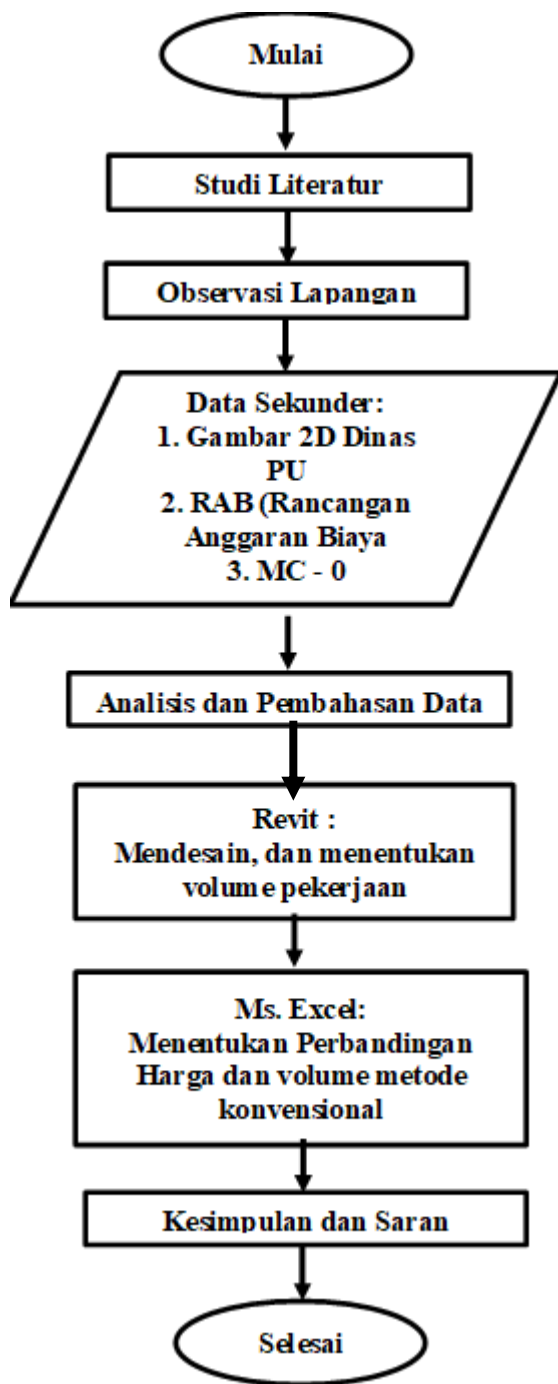 Mulai
Studi Literatur
Observasi Lapangan
Data Sekunder:
1. Gambar 2D Dinas
PU
2. RAB (Rancangan
Anggaran Biaya
3. MC - 0
Analisis dan Pembahasan Data
Revit :
Mendesain, dan menentukan
volume pekerjaan
Ms. Excel:
Menentukan Perbandingan
Harga dan volume metode
konvensional
Kesimpulan dan Saran
Selesai